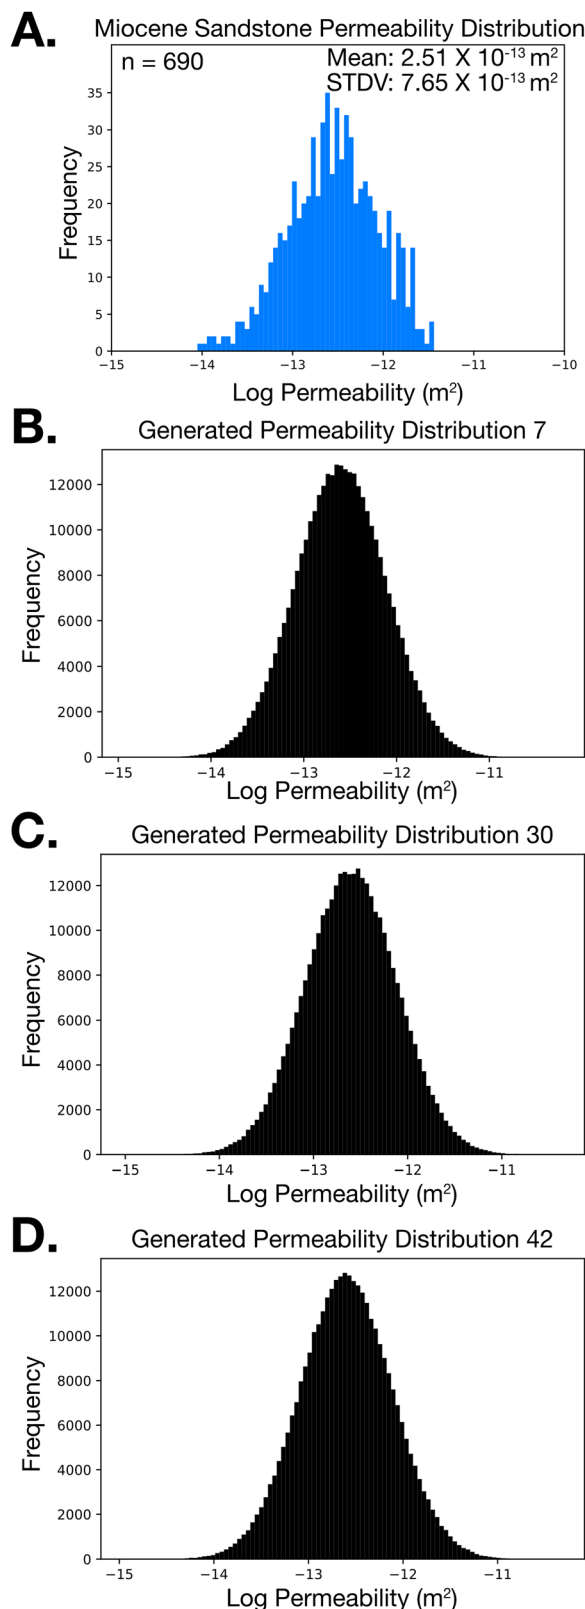 A.
Miocene Sandstone Permeability Distribution
n = 690
Mean: 2.51 X 10⁻¹³ m²
STDV: 7.65 X 10⁻¹³ m²
35
30
25
20
15
10
5
0
Frequency
−15 −14 −13 −12 −11 −10
Log Permeability (m²)
B.
Generated Permeability Distribution 7
12000
10000
8000
6000
4000
2000
0
Frequency
−15 −14 −13 −12 −11
Log Permeability (m²)
C.
Generated Permeability Distribution 30
12000
10000
8000
6000
4000
2000
0
Frequency
−15 −14 −13 −12 −11
Log Permeability (m²)
D.
Generated Permeability Distribution 42
12000
10000
8000
6000
4000
2000
0
Frequency
−15 −14 −13 −12 −11
Log Permeability (m²)